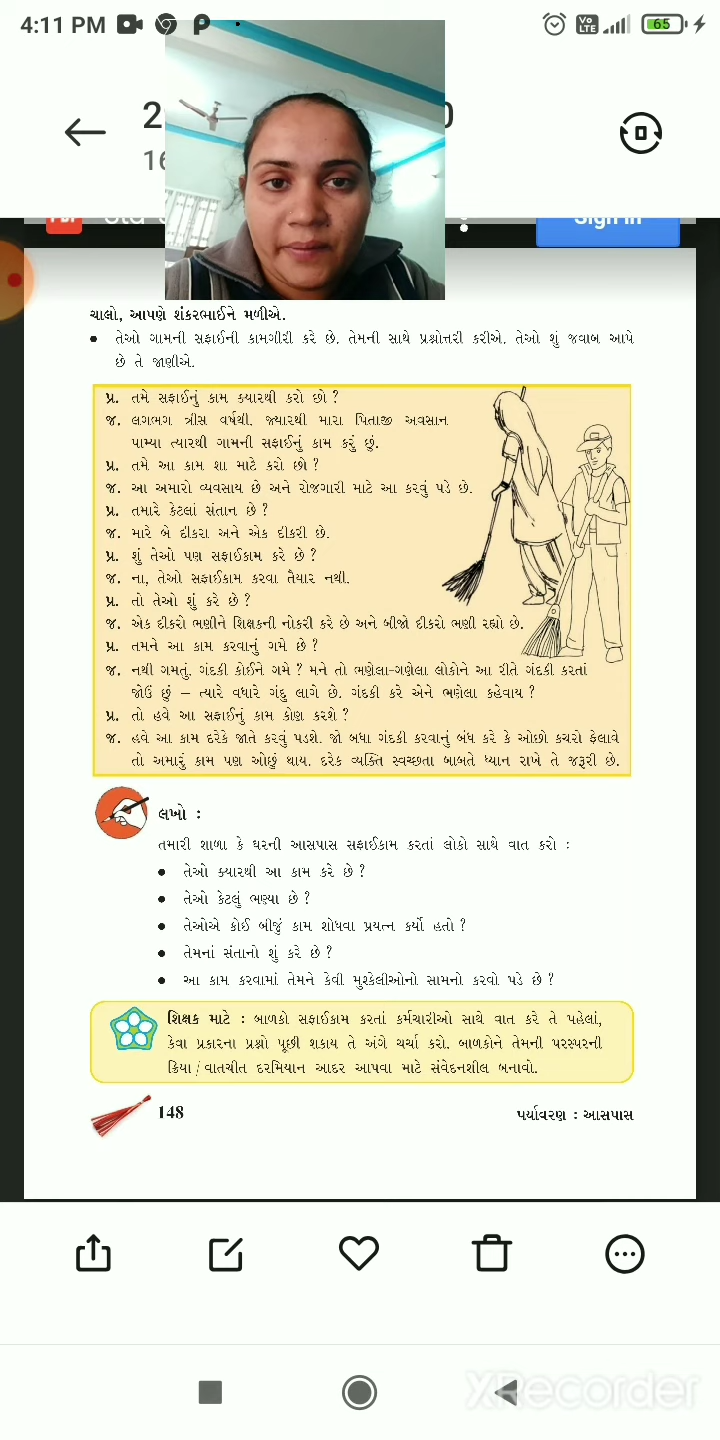 4:11 PM
Vo LTE
65
2
0
16
Sign in
ચાલો, આપણે શંકરભાઈને મળીએ.
● તેઓ ગામની સફાઈની કામગીરી કરે છે. તેમની સાથે પ્રશ્નોત્તરી કરીએ. તેઓ શું જવાબ આપે
છે તે જાણીએ.
પ્ર. તમે સફાઈનું કામ ક્યારથી કરો છો ?
જ. લગભગ ત્રીસ વર્ષથી. જ્યારથી મારા પિતાજી અવસાન
પામ્યા ત્યારથી ગામની સફાઈનું કામ કરું છું.
પ્ર. તમે આ કામ શા માટે કરો છો ?
જ. આ અમારો વ્યવસાય છે અને રોજગારી માટે આ કરવું પડે છે.
પ્ર. તમારે કેટલાં સંતાન છે ?
જ. મારે બે દીકરા અને એક દીકરી છે.
પ્ર. શું તેઓ પણ સફાઈકામ કરે છે ?
જ. ના, તેઓ સફાઈકામ કરવા તૈયાર નથી.
પ્ર. તો તેઓ શું કરે છે ?
જ. એક દીકરો ભણીને શિક્ષકની નોકરી કરે છે અને બીજો દીકરો ભણી રહ્યો છે.
પ્ર. તમને આ કામ કરવાનું ગમે છે ?
જ. નથી ગમતું. ગંદકી કોઈને ગમે ? મને તો ભણેલા-ગણેલા લોકોને આ રીતે ગંદકી કરતાં
જોઉં છું – ત્યારે વધારે ગંદુ લાગે છે. ગંદકી કરે એને ભણેલા કહેવાય ?
પ્ર. તો હવે આ સફાઈનું કામ કોણ કરશે ?
જ. હવે આ કામ દરેકે જાતે કરવું પડશે. જો બધા ગંદકી કરવાનું બંધ કરે કે ઓછો કચરો ફેલાવે
તો અમારું કામ પણ ઓછું થાય. દરેક વ્યક્તિ સ્વચ્છતા બાબતે ધ્યાન રાખે તે જરૂરી છે.
લખો :
તમારી શાળા કે ઘરની આસપાસ સફાઈકામ કરતાં લોકો સાથે વાત કરો :
● તેઓ ક્યારથી આ કામ કરે છે ?
● તેઓ કેટલું ભણ્યા છે ?
● તેઓએ કોઈ બીજું કામ શોધવા પ્રયત્ન કર્યો હતો ?
● તેમનાં સંતાનો શું કરે છે ?
● આ કામ કરવામાં તેમને કેવી મુશ્કેલીઓનો સામનો કરવો પડે છે ?
શિક્ષક માટે : બાળકો સફાઈકામ કરતાં કર્મચારીઓ સાથે વાત કરે તે પહેલાં,
કેવા પ્રકારના પ્રશ્નો પૂછી શકાય તે અંગે ચર્ચા કરો. બાળકોને તેમની પરસ્પરની
ક્રિયા / વાતચીત દરમિયાન આદર આપવા માટે સંવેદનશીલ બનાવો.
148
પર્યાવરણ : આસપાસ
XRecorder